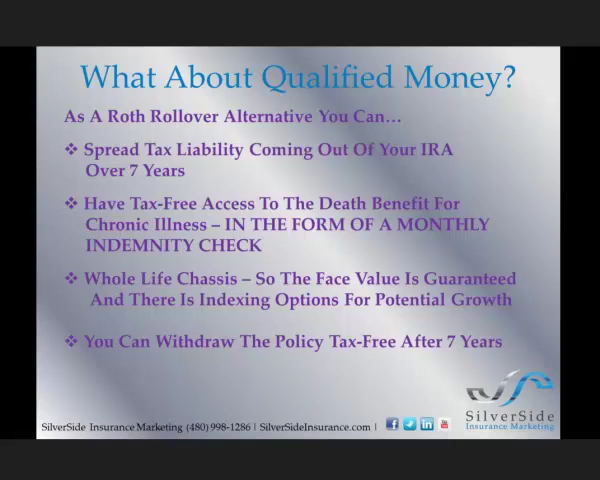 What About Qualified Money?
As A Roth Rollover Alternative You Can…
❖ Spread Tax Liability Coming Out Of Your IRA
Over 7 Years
❖ Have Tax-Free Access To The Death Benefit For
Chronic Illness – IN THE FORM OF A MONTHLY
INDEMNITY CHECK
❖ Whole Life Chassis – So The Face Value Is Guaranteed
And There Is Indexing Options For Potential Growth
❖ You Can Withdraw The Policy Tax-Free After 7 Years
SilverSide
Insurance Marketing
SilverSide Insurance Marketing (480) 998-1286 | SilverSideInsurance.com |